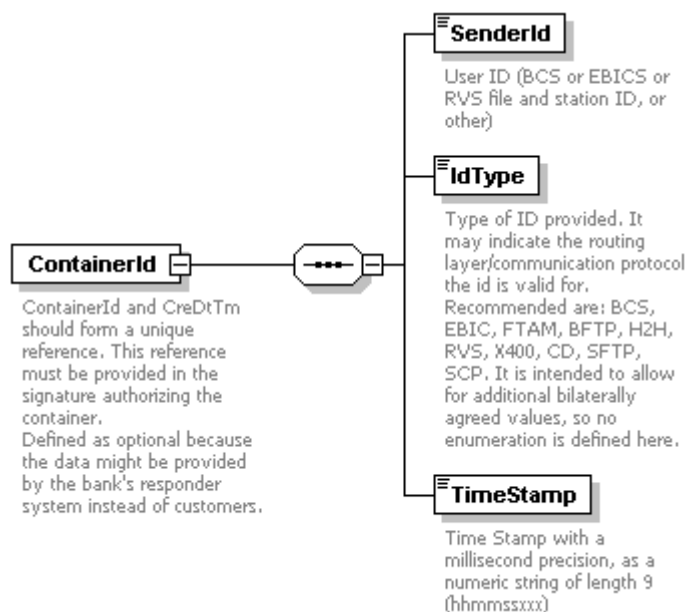 SenderId
User ID (BCS or EBICS or
RVS file and station ID, or
other)
IdType
Type of ID provided. It
may indicate the routing
layer/communication protocol
the id is valid for.
Recommended are: BCS,
EBIC, FTAM, BFTP, H2H,
RVS, X400, CD, SFTP,
SCP. It is intended to allow
for additional bilaterally
agreed values, so no
enumeration is defined here.
ContainerId
ContainerId and CreDtTm
should form a unique
reference. This reference
must be provided in the
signature authorizing the
container.
Defined as optional because
the data might be provided
by the bank's responder
system instead of customers.
TimeStamp
Time Stamp with a
millisecond precision, as a
numeric string of length 9
(hhmmssxxx)